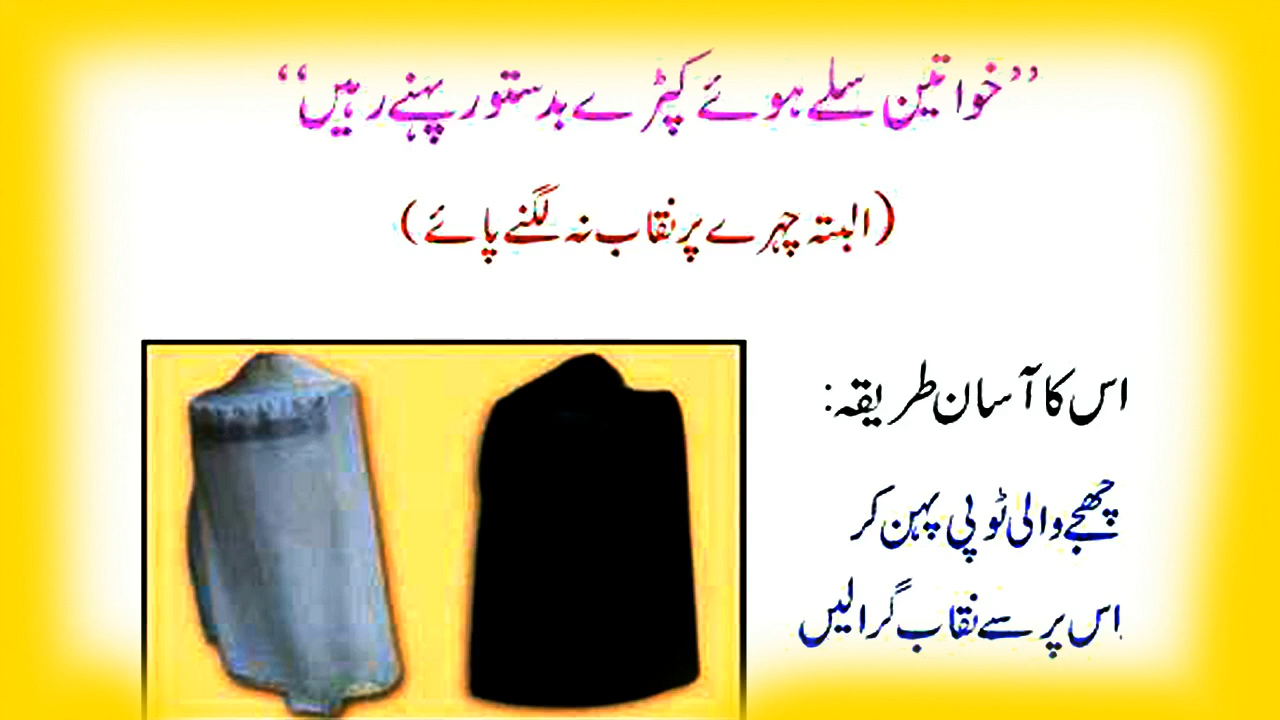 ’’خواتین سلے ہوئے کپڑے بدستور پہنے رہیں‘‘
(البتہ چہرے پر نقاب نہ لگنے پائے)
اس کا آسان طریقہ:
چھجے والی ٹوپی پہن کر
اس پر سے نقاب گرالیں